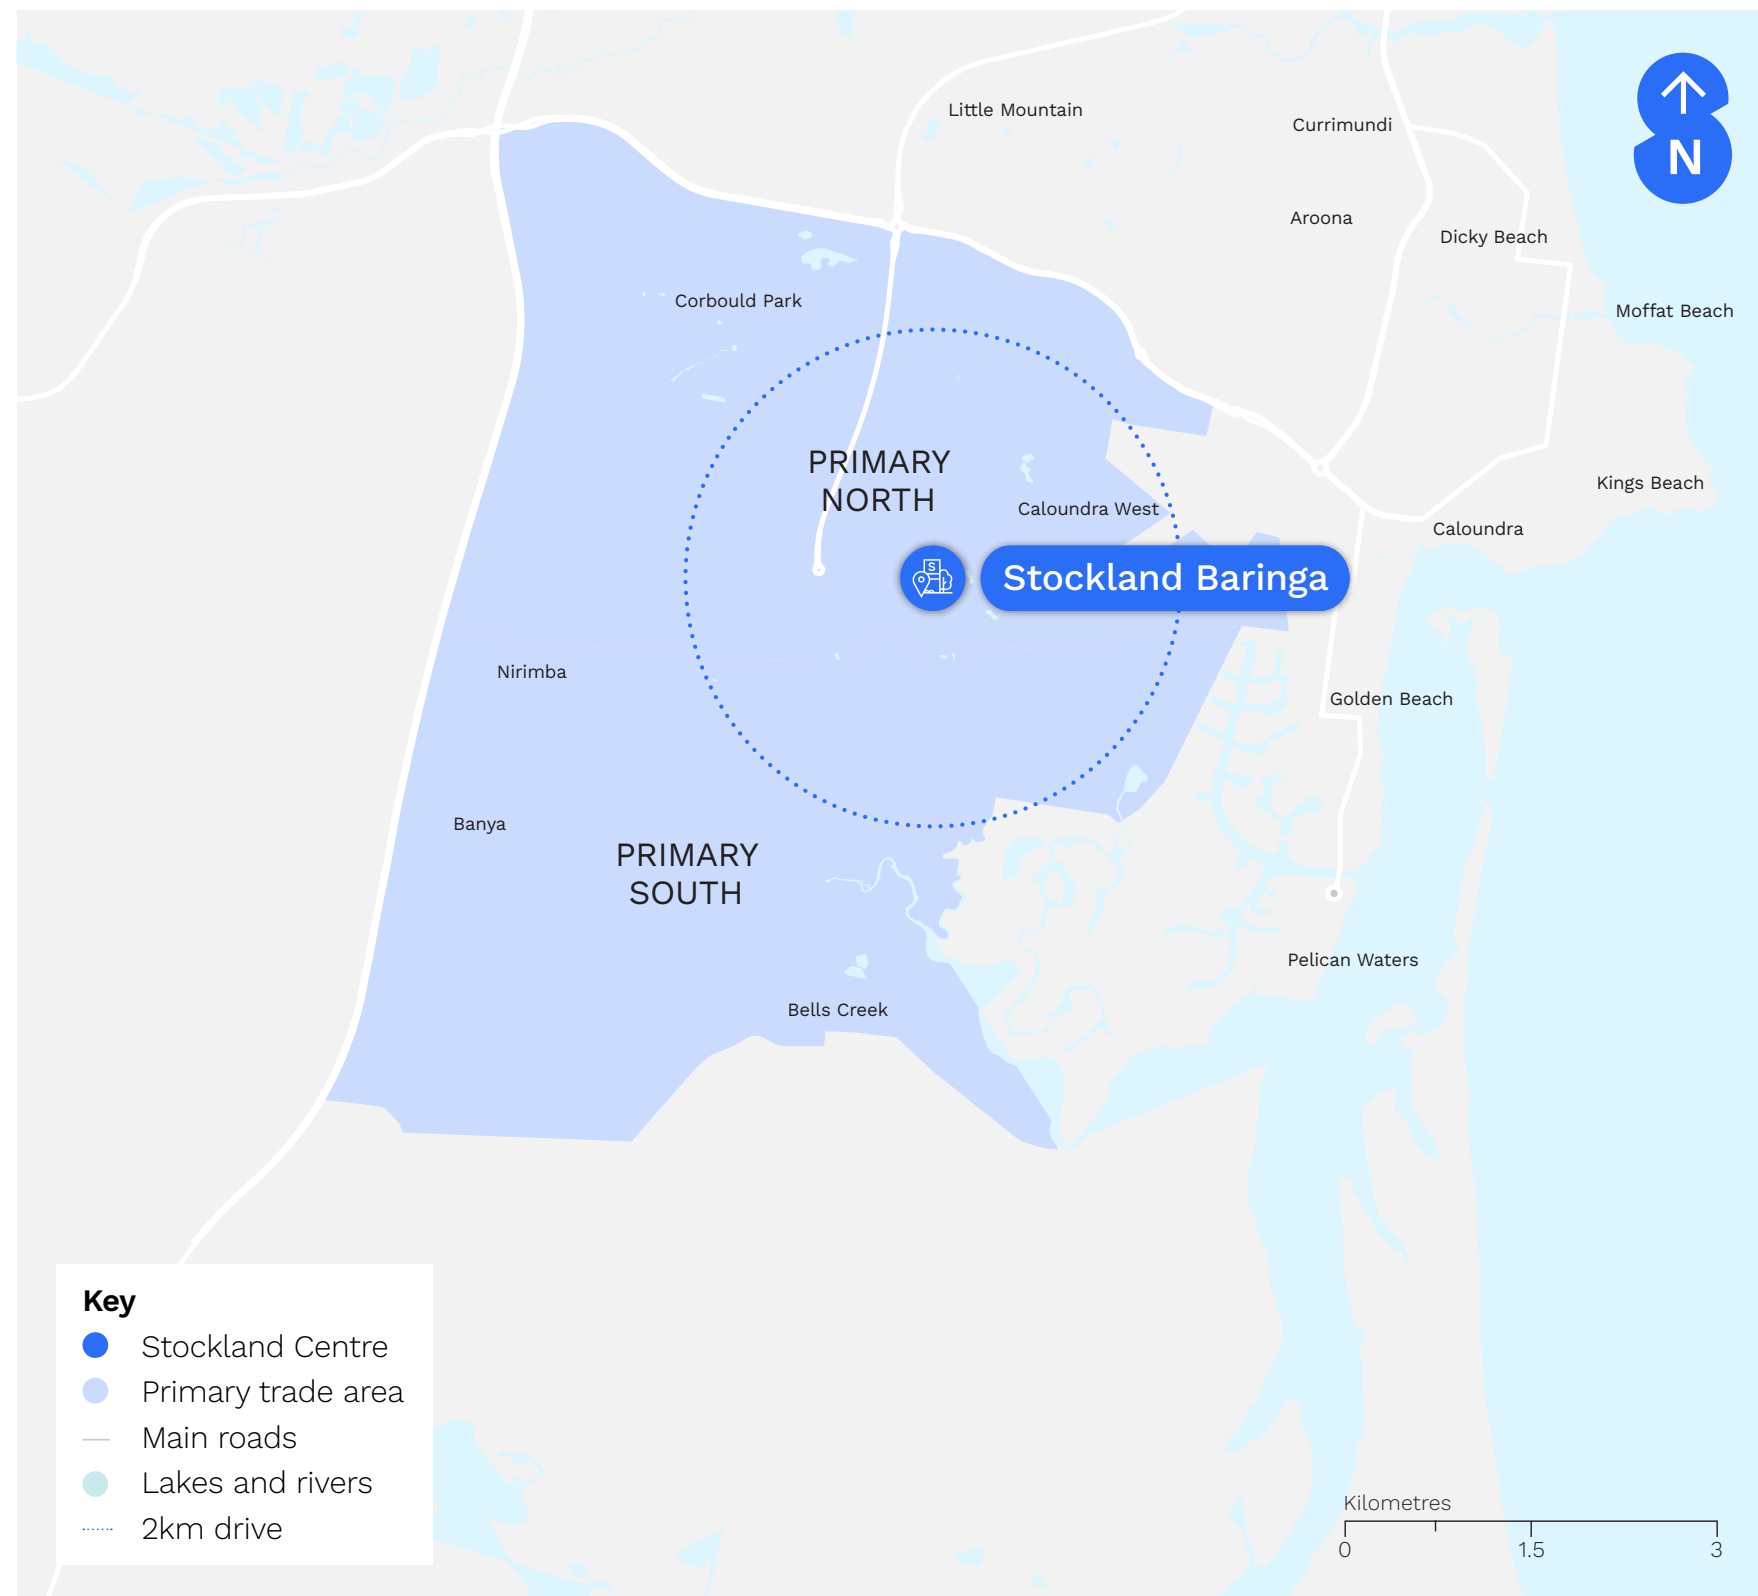 Little Mountain
Currimundi
N
Aroona
Dicky Beach
Corbould Park
Moffat Beach
PRIMARY
NORTH
Kings Beach
Caloundra West
Caloundra
S
Stockland Baringa
Nirimba
Golden Beach
Banya
PRIMARY
SOUTH
Pelican Waters
Bells Creek
Key
Stockland Centre
Primary trade area
Main roads
Lakes and rivers
2km drive
Kilometres
0 1.5 3